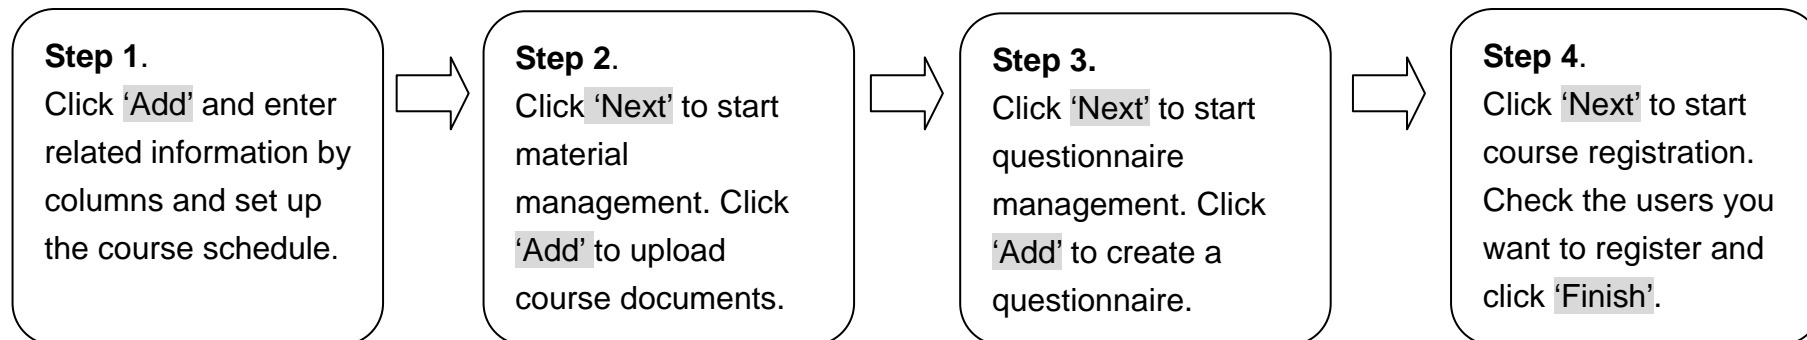 Step 1.
Click ‘Add’ and enter
related information by
columns and set up
the course schedule.
Step 2.
Click ‘Next’ to start
material
management. Click
‘Add’ to upload
course documents.
Step 3.
Click ‘Next’ to start
questionnaire
management. Click
‘Add’ to create a
questionnaire.
Step 4.
Click ‘Next’ to start
course registration.
Check the users you
want to register and
click ‘Finish’.